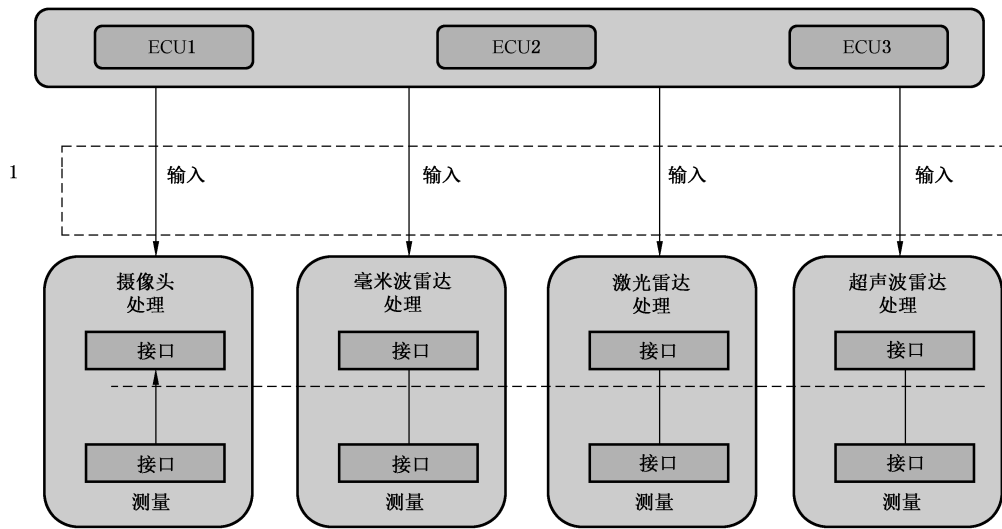 ECU1
ECU2
ECU3
1
输入
输入
输入
输入
摄像头
处理
毫米波雷达
处理
激光雷达
处理
超声波雷达
处理
接口
接口
接口
接口
接口
接口
接口
接口
测量
测量
测量
测量